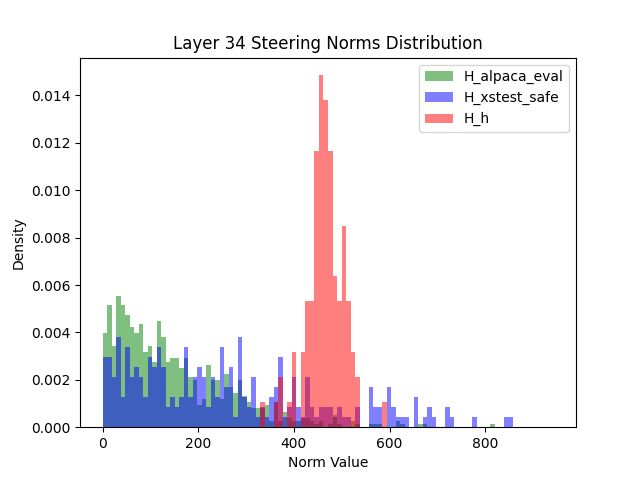 Layer 34 Steering Norms Distribution
H_alpaca_eval
H_xstest_safe
H_h
0.014
0.012
0.010
0.008
0.006
0.004
0.002
0.000
Density
0
200
400
600
800
Norm Value